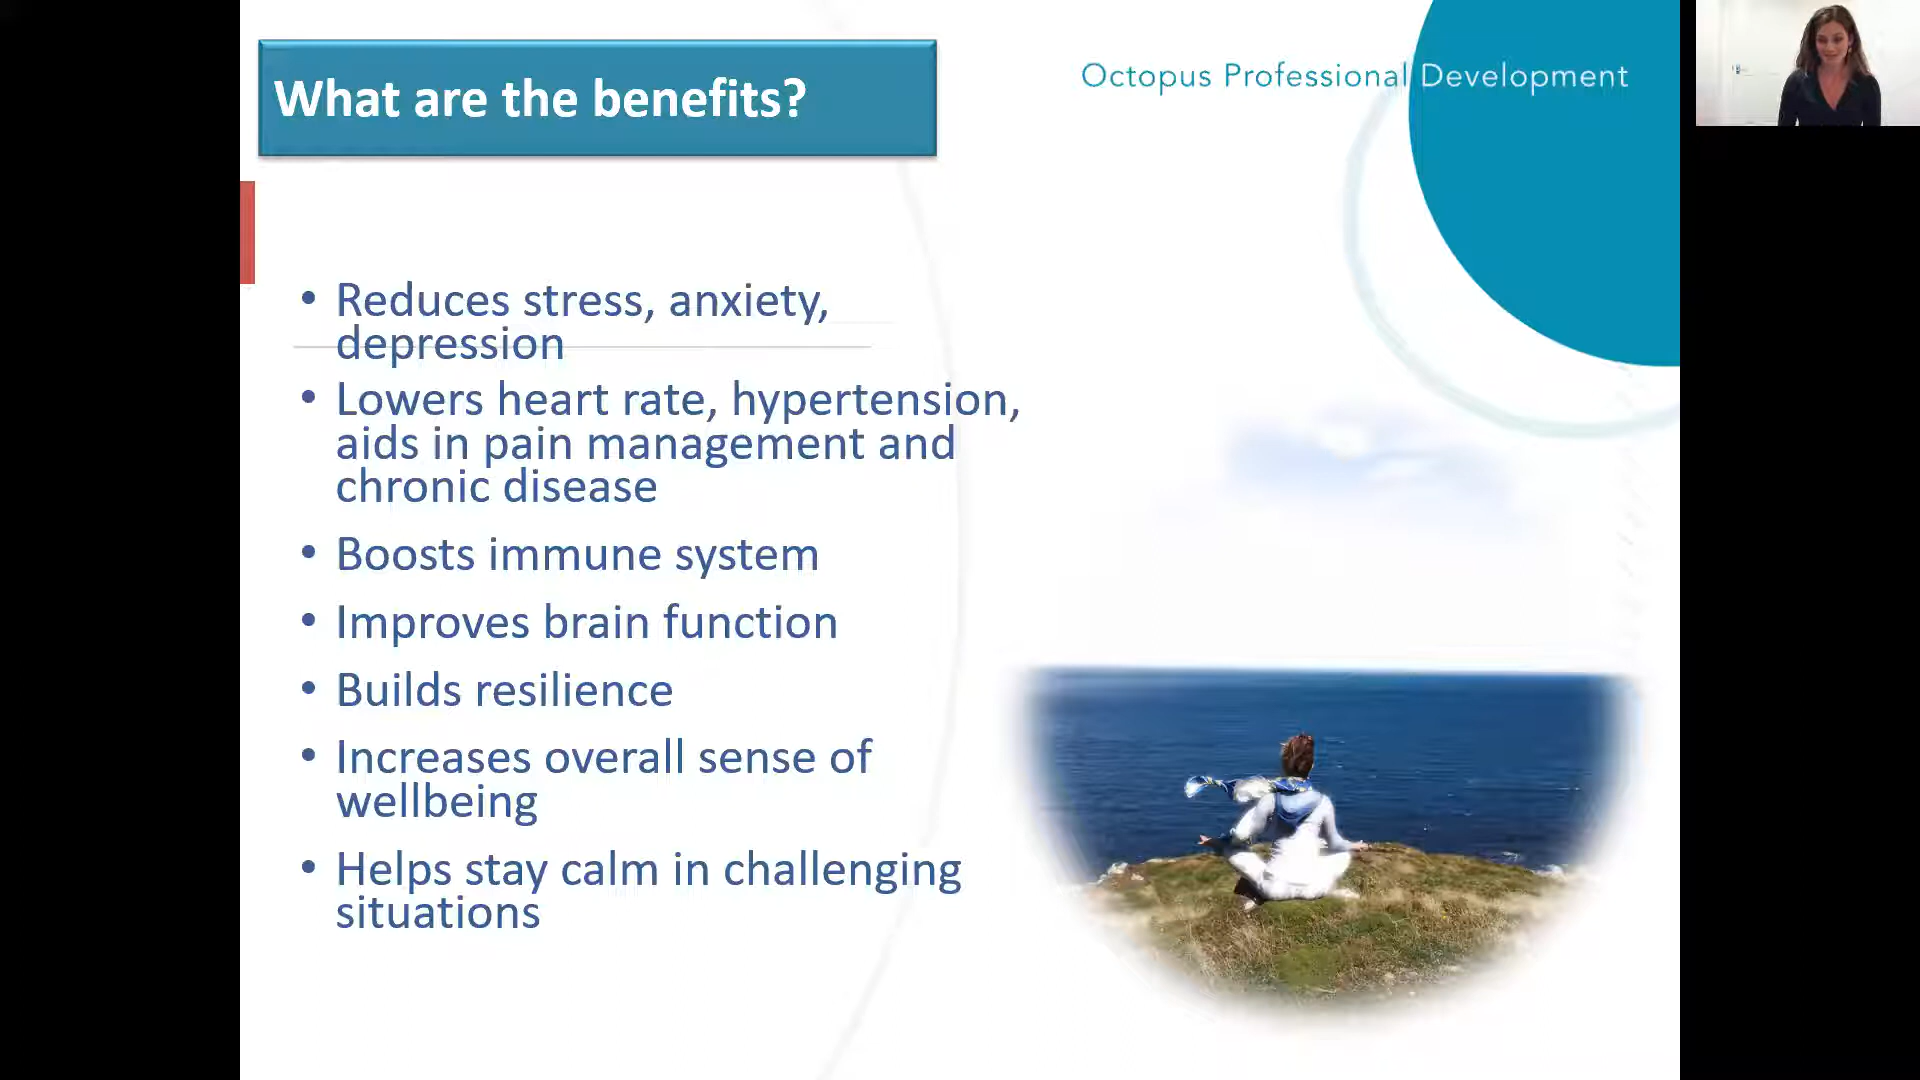 What are the benefits?
Octopus Professional Development
• Reduces stress, anxiety,
depression
• Lowers heart rate, hypertension,
aids in pain management and
chronic disease
• Boosts immune system
• Improves brain function
• Builds resilience
• Increases overall sense of
wellbeing
• Helps stay calm in challenging
situations